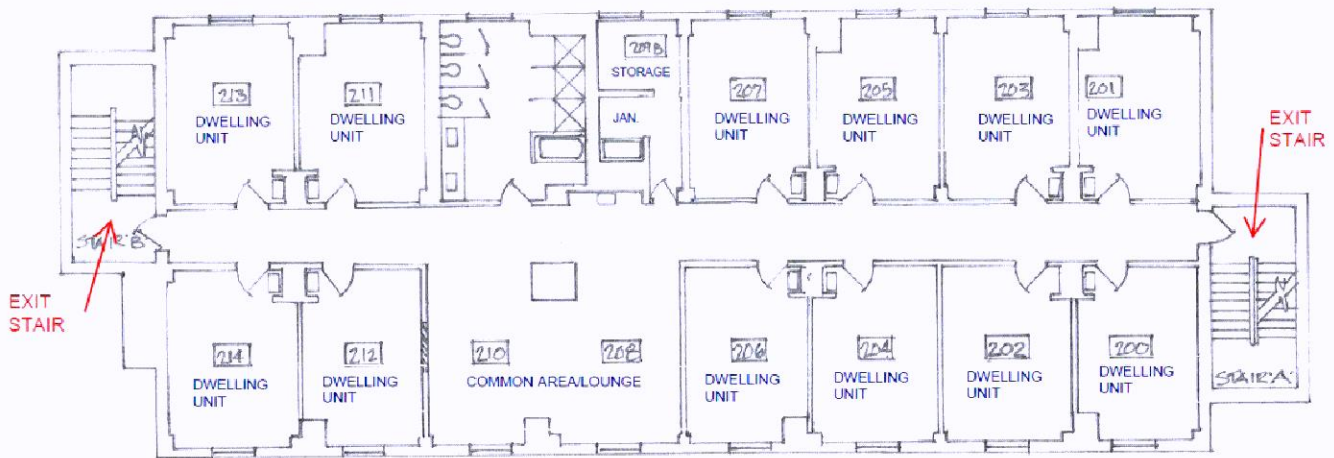 209B
STORAGE
JAN.
213
DWELLING
UNIT
211
DWELLING
UNIT
207
DWELLING
UNIT
205
DWELLING
UNIT
203
DWELLING
UNIT
201
DWELLING
UNIT
EXIT
STAIR
STAIR 'B'
EXIT
STAIR
214
DWELLING
UNIT
212
DWELLING
UNIT
210
208
COMMON AREA/LOUNGE
206
DWELLING
UNIT
204
DWELLING
UNIT
202
DWELLING
UNIT
200
DWELLING
UNIT
STAIR 'A'